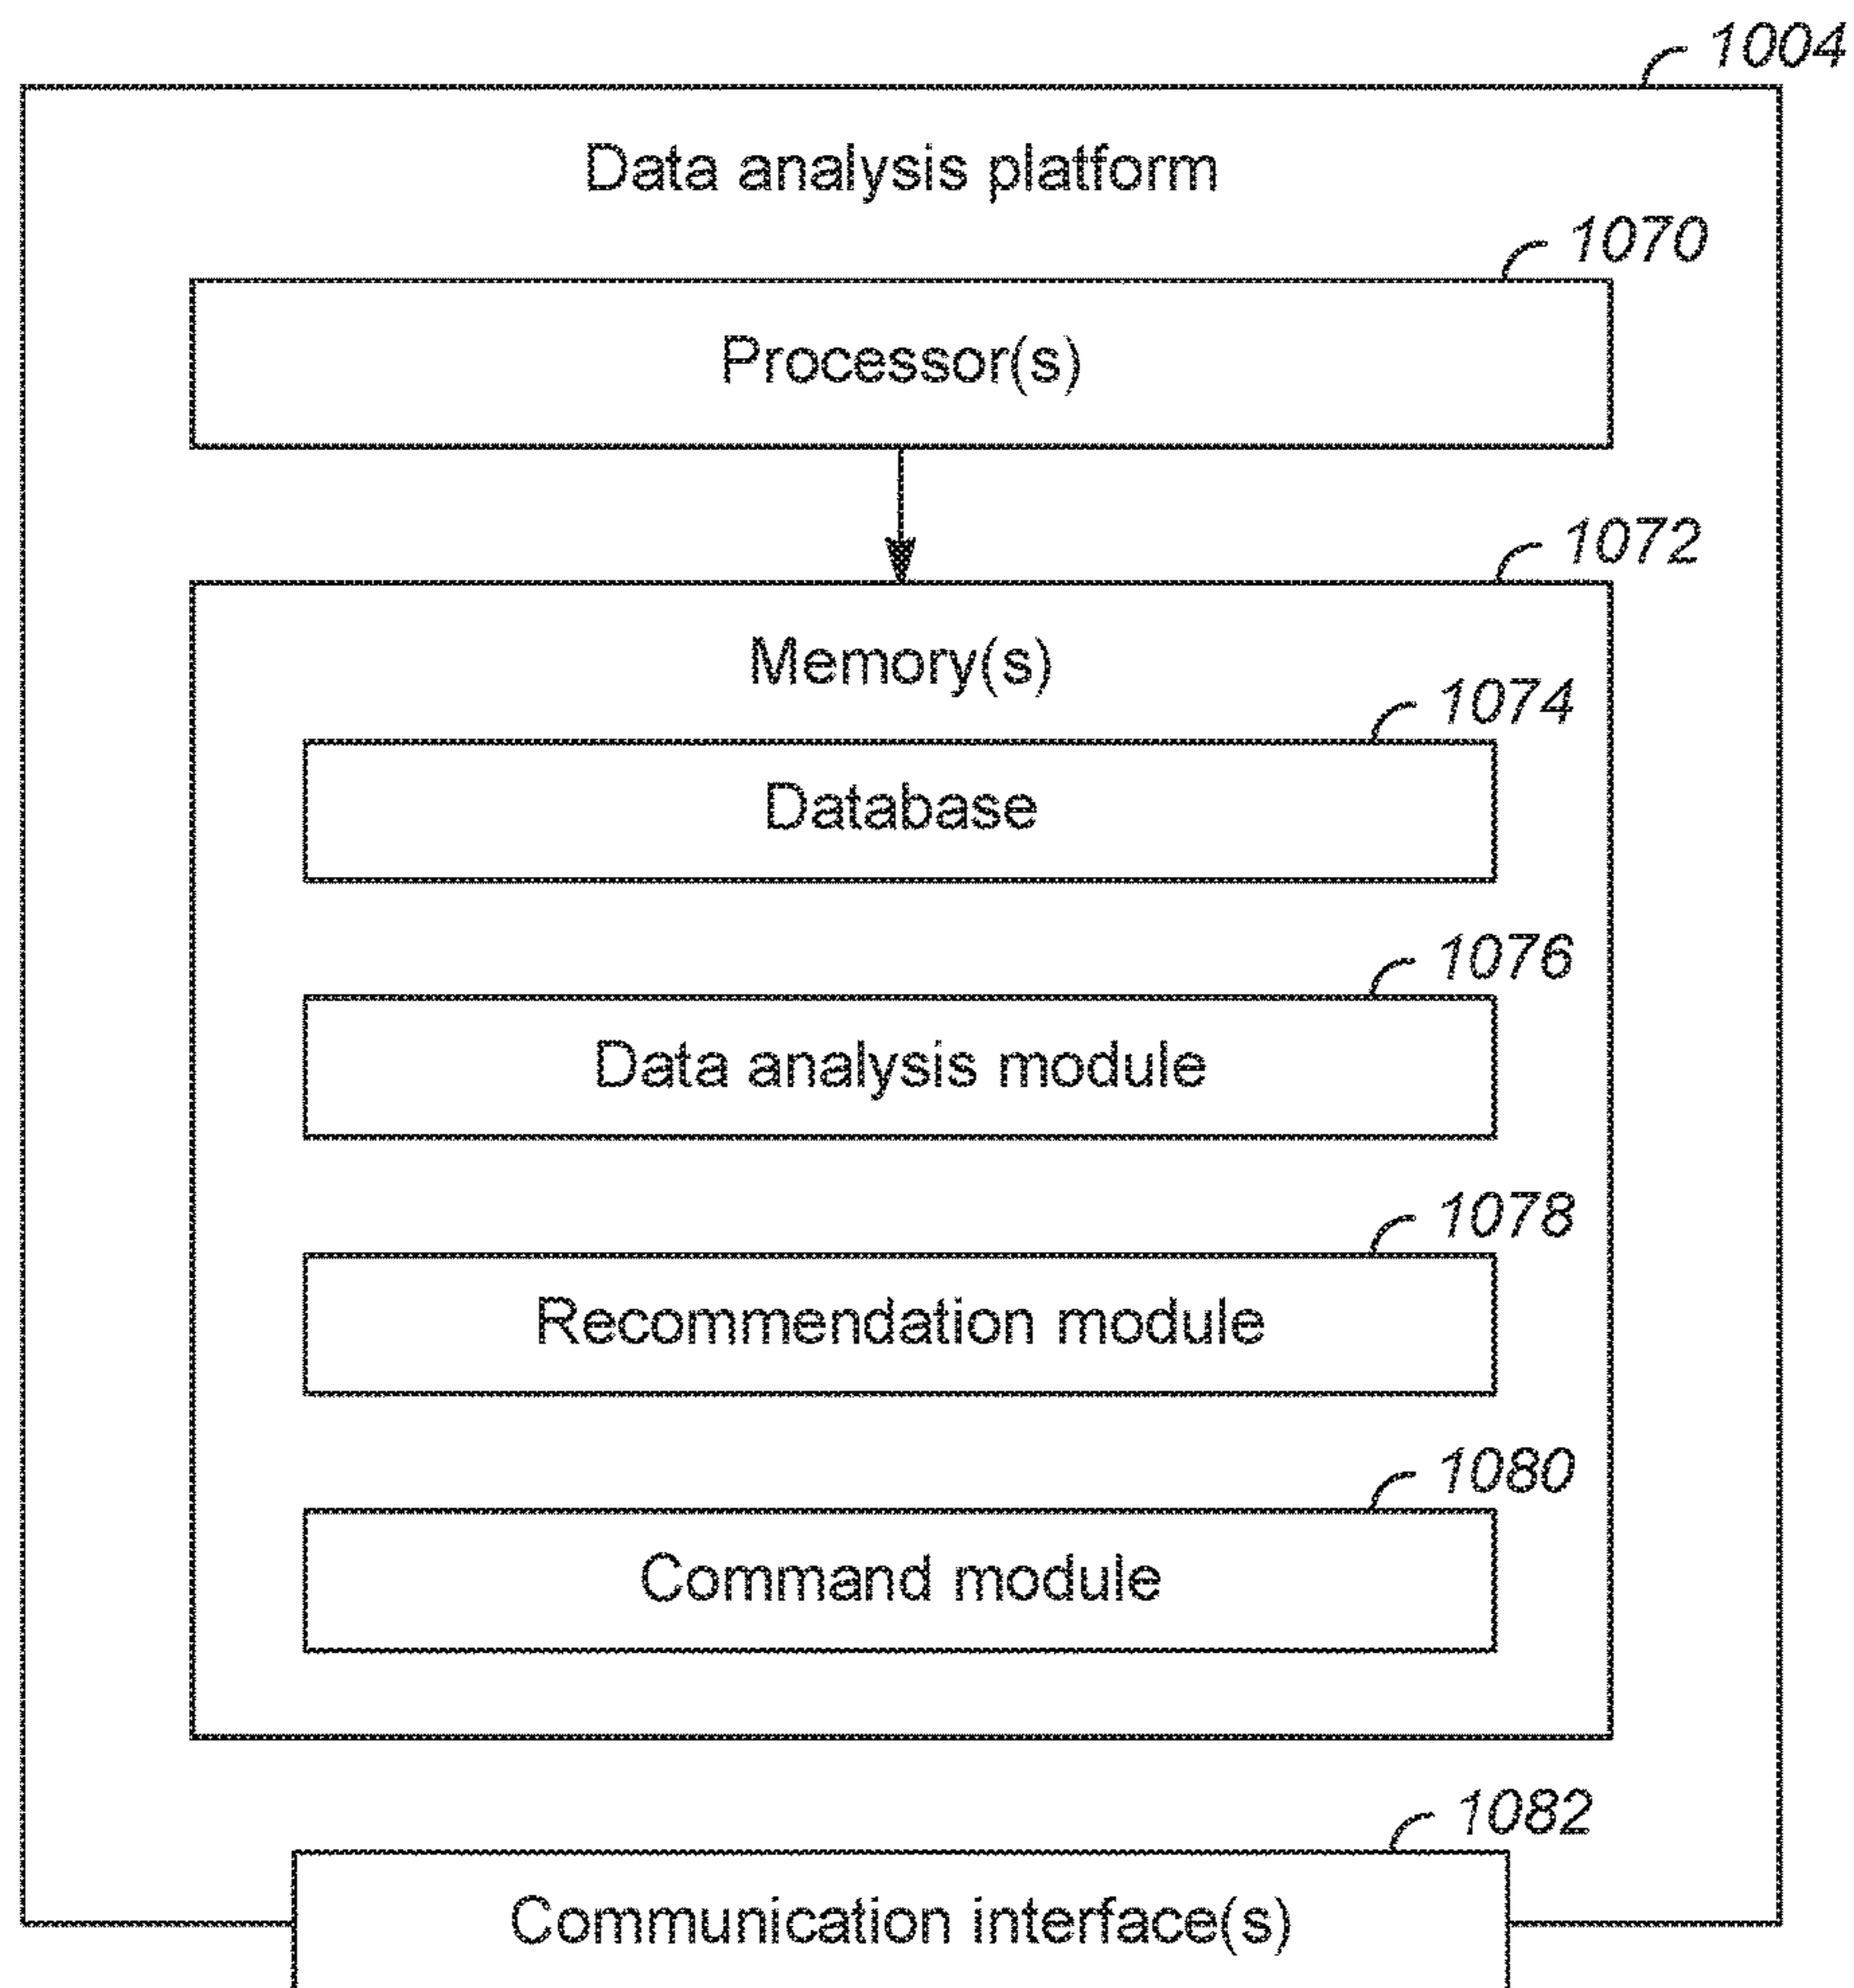 1004
Data analysis platform
1070
Processor(s)
1072
Memory(s)
1074
Database
1076
Data analysis module
1078
Recommendation module
1080
Command module
1082
Communication interface(s)